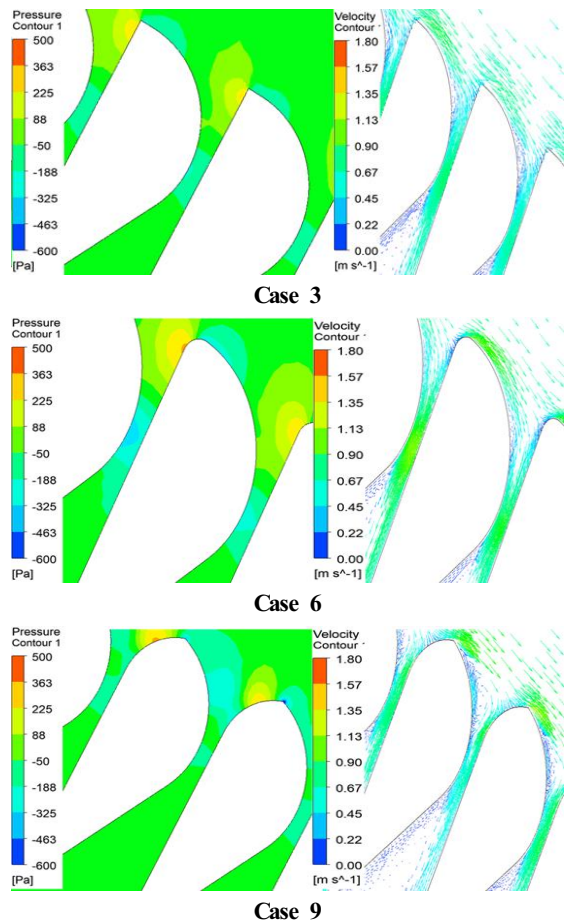 Pressure
Contour 1
500
363
225
88
-50
-188
-325
-463
-600
[Pa]
Velocity
Contour 1
1.80
1.57
1.35
1.13
0.90
0.67
0.45
0.22
0.00
[m s^-1]
Case 3
Pressure
Contour 1
500
363
225
88
-50
-188
-325
-463
-600
[Pa]
Velocity
Contour 1
1.80
1.57
1.35
1.13
0.90
0.67
0.45
0.22
0.00
[m s^-1]
Case 6
Pressure
Contour 1
500
363
225
88
-50
-188
-325
-463
-600
[Pa]
Velocity
Contour 1
1.80
1.57
1.35
1.13
0.90
0.67
0.45
0.22
0.00
[m s^-1]
Case 9